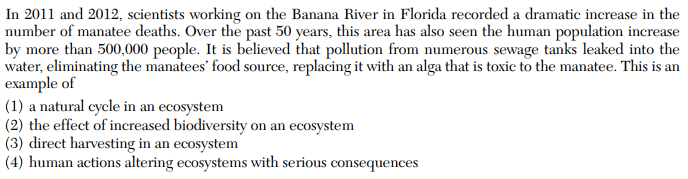 In 2011 and 2012, scientists working on the Banana River in Florida recorded a dramatic increase in the
number of manatee deaths. Over the past 50 years, this area has also seen the human population increase
by more than 500,000 people. It is believed that pollution from numerous sewage tanks leaked into the
water, eliminating the manatees’ food source, replacing it with an alga that is toxic to the manatee. This is an
example of
(1) a natural cycle in an ecosystem
(2) the effect of increased biodiversity on an ecosystem
(3) direct harvesting in an ecosystem
(4) human actions altering ecosystems with serious consequences